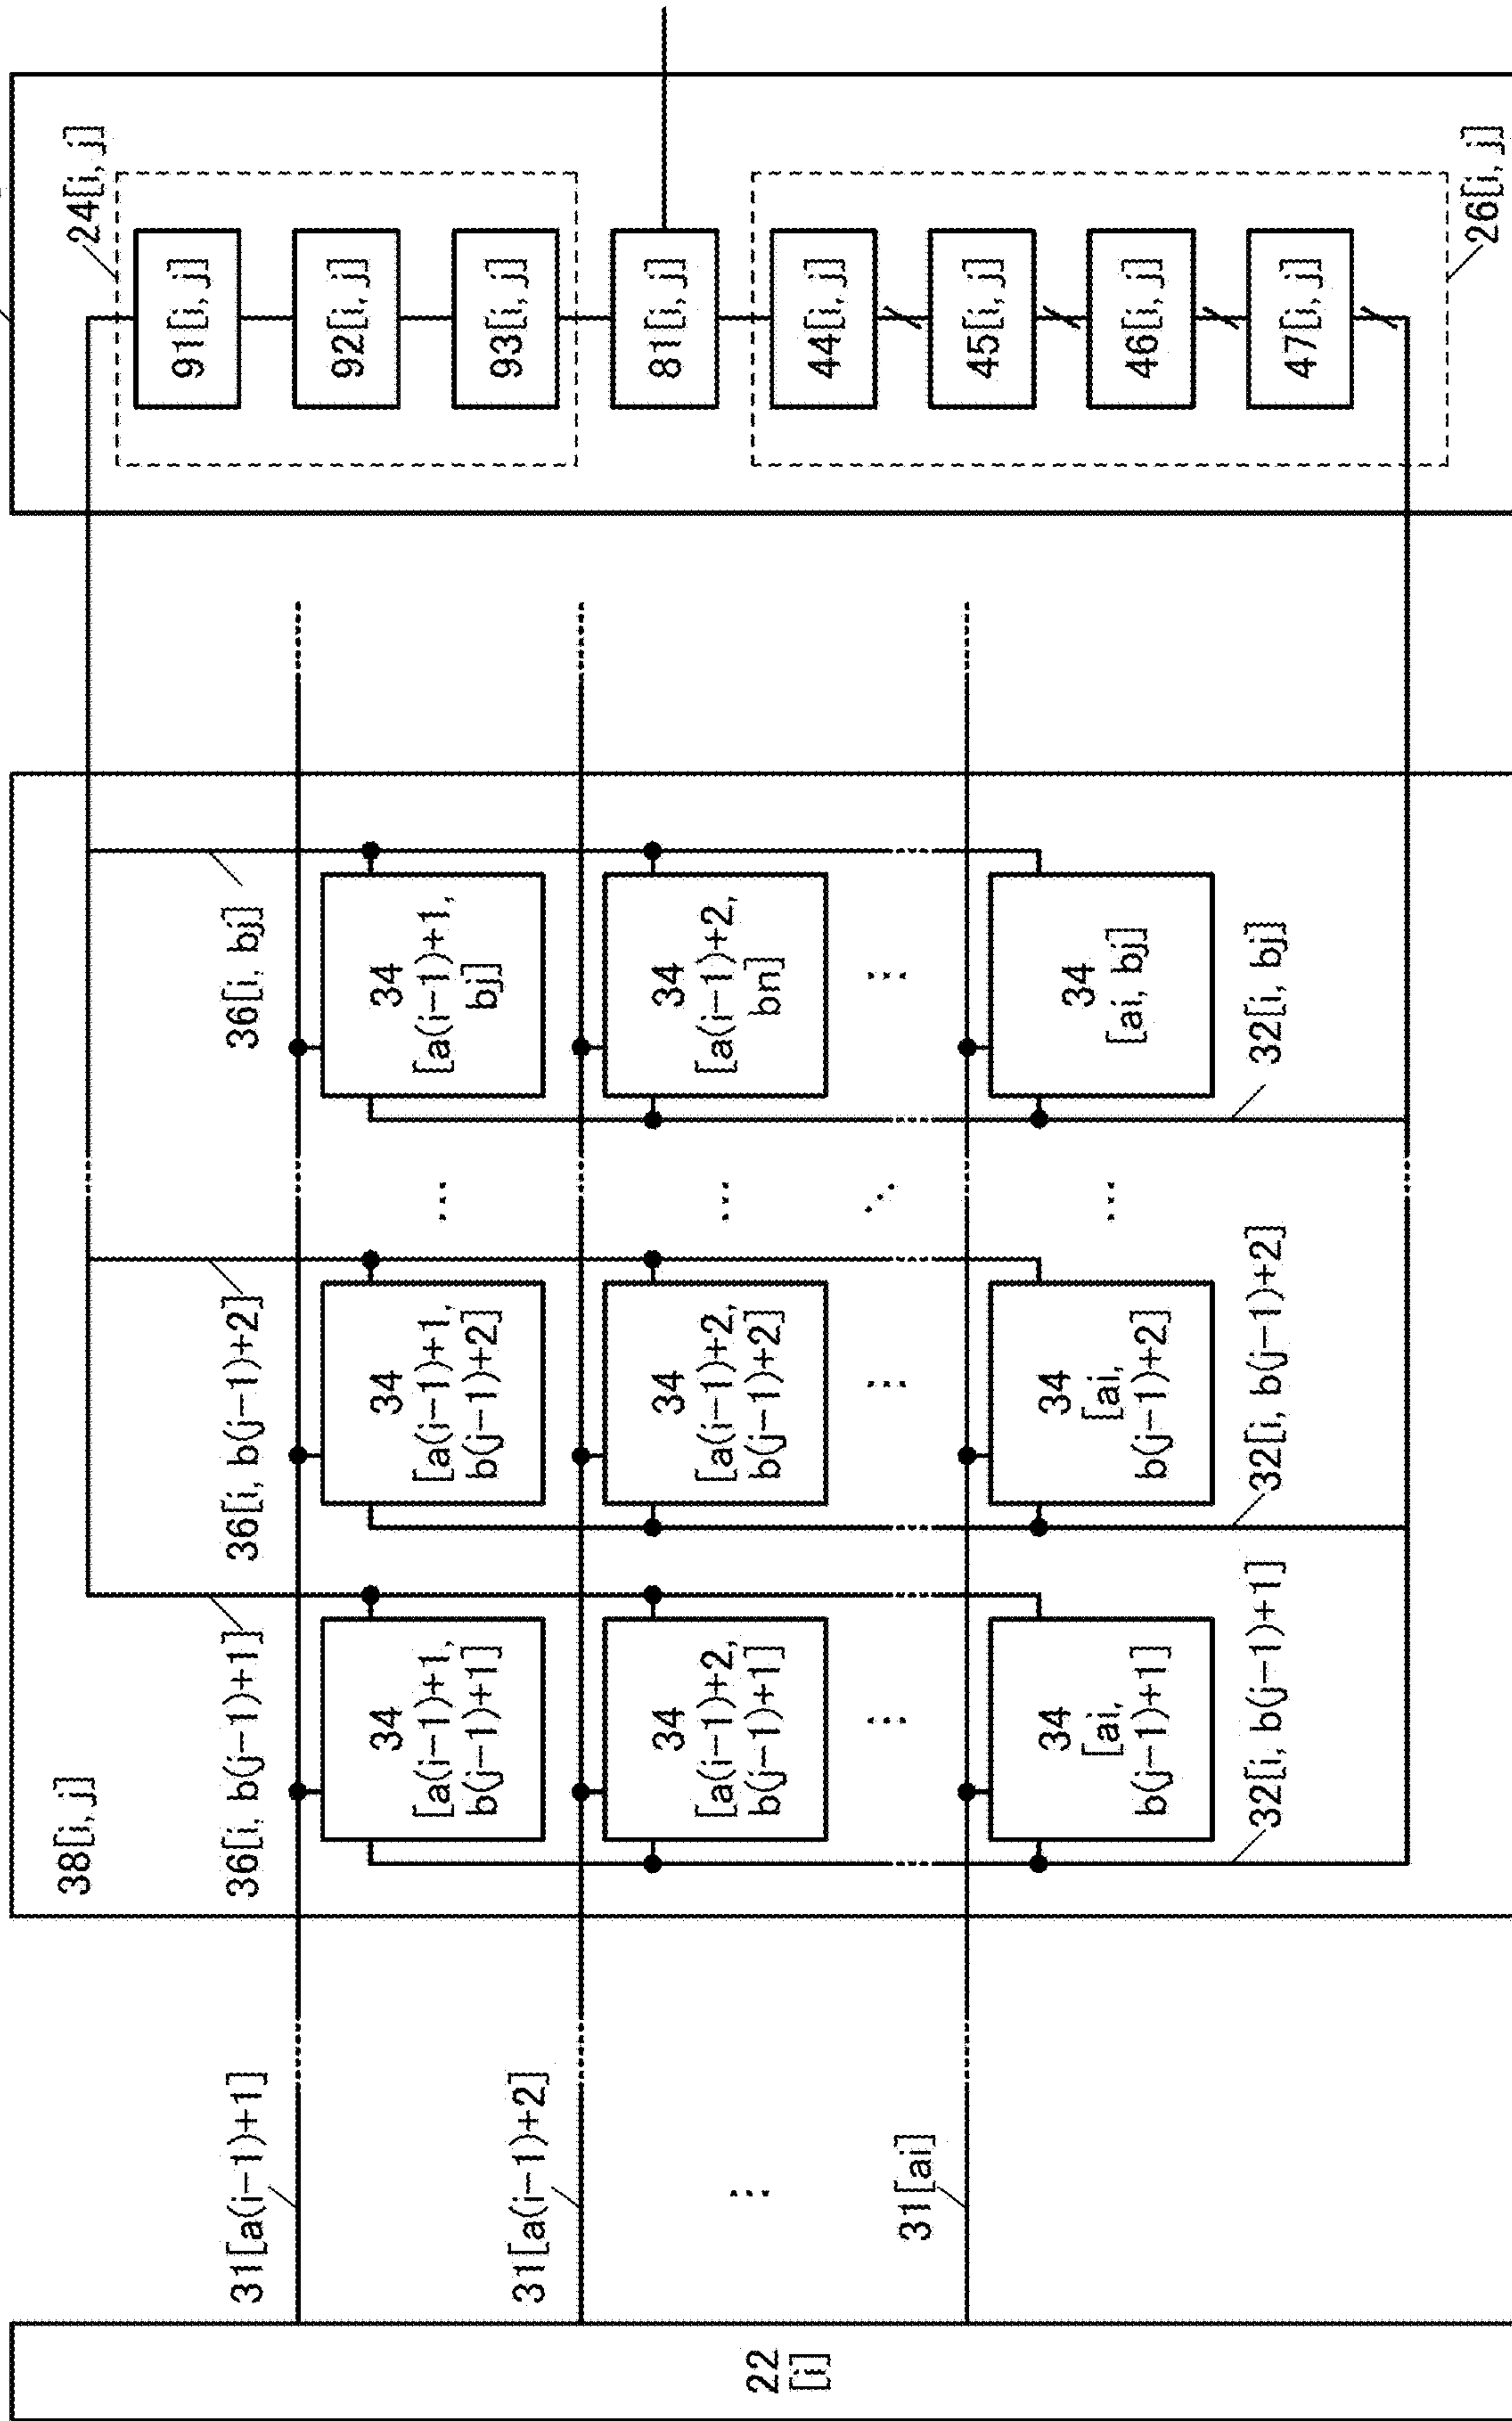 38[i, j]
36[i, b(j−1)+1]
36[i, b(j−1)+2]
36[i, bj]
24[i, j]
31[a(i−1)+1]
34
[a(i−1)+1,
b(j−1)+1]
34
[a(i−1)+1,
b(j−1)+2]
...
34
[a(i−1)+1,
bj]
91[i, j]
92[i, j]
31[a(i−1)+2]
34
[a(i−1)+2,
b(j−1)+1]
34
[a(i−1)+2,
b(j−1)+2]
...
34
[a(i−1)+2,
bn]
93[i, j]
81[i, j]
22
[i]
44[i, j]
31[ai]
34
[ai,
b(j−1)+1]
34
[ai,
b(j−1)+2]
...
34
[ai, bj]
45[i, j]
46[i, j]
47[i, j]
32[i, b(j−1)+1]
32[i, b(j−1)+2]
32[i, bj]
26[i, j]